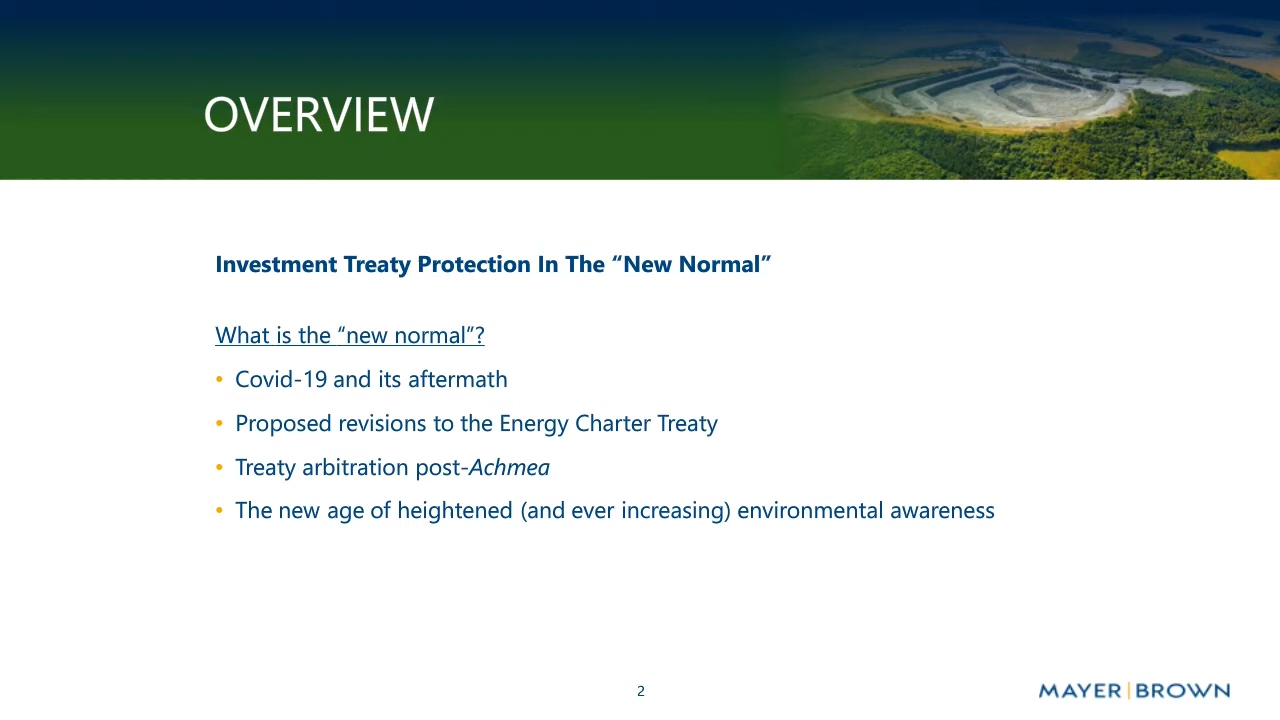 OVERVIEW
Investment Treaty Protection In The “New Normal”
What is the “new normal”?
• Covid-19 and its aftermath
• Proposed revisions to the Energy Charter Treaty
• Treaty arbitration post-Achmea
• The new age of heightened (and ever increasing) environmental awareness
2
MAYER|BROWN